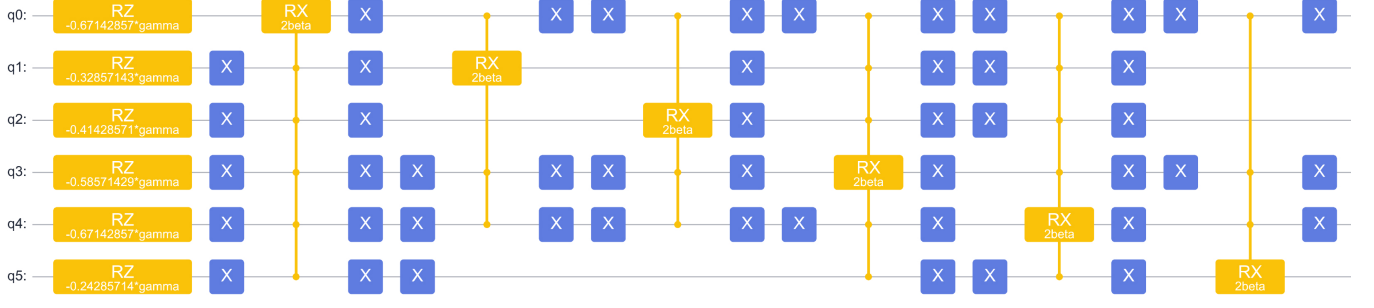 q0: RZ X RX X X X X X X X X X X X
-0.67142857*gamma 2beta
q1: RZ X X RX X X X X
-0.32857143*gamma 2beta
q2: RZ X X RX X X X X
-0.41428571*gamma 2beta
q3: RZ X X X X X X RX X X X
-0.58571429*gamma 2beta
q4: RZ X X X X X X X X RX X X
-0.67142857*gamma 2beta
q5: RZ X X X X X X RX
-0.24285714*gamma 2beta